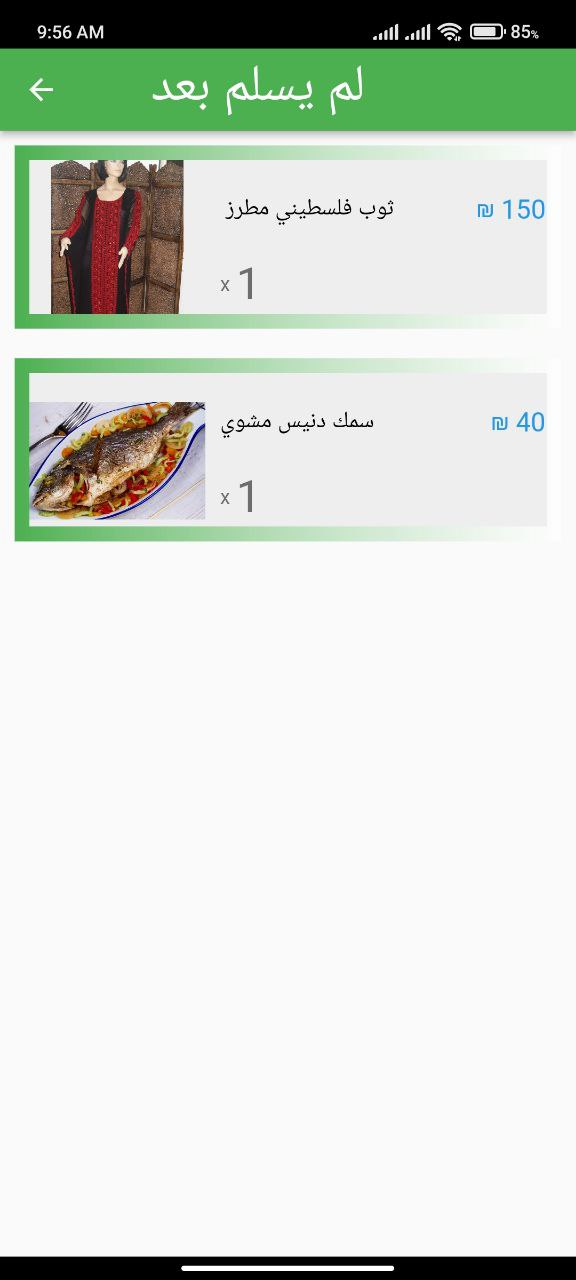 9:56 AM 85%
لم يسلم بعد
ثوب فلسطيني مطرز 150 ₪
x 1
سمك دنيس مشوي 40 ₪
x 1